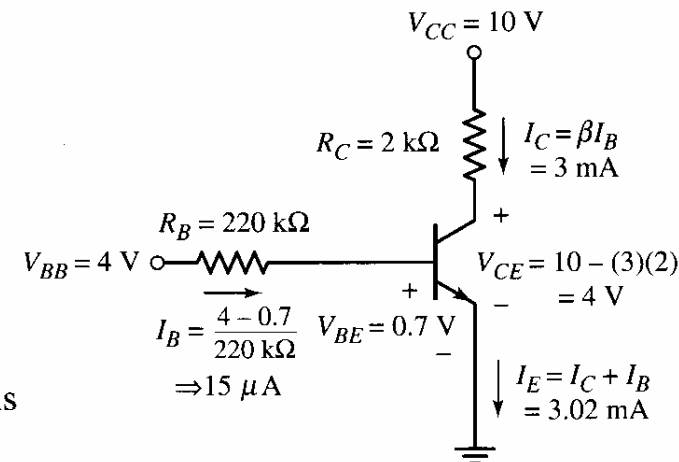 V_CC = 10 V
R_C = 2 kΩ
I_C = βI_B
= 3 mA
+
R_B = 220 kΩ
V_BB = 4 V
V_CE = 10 – (3)(2)
= 4 V
+
–
I_B = 4 – 0.7 / 220 kΩ
V_BE = 0.7 V
–
⇒15 μA
I_E = I_C + I_B
= 3.02 mA